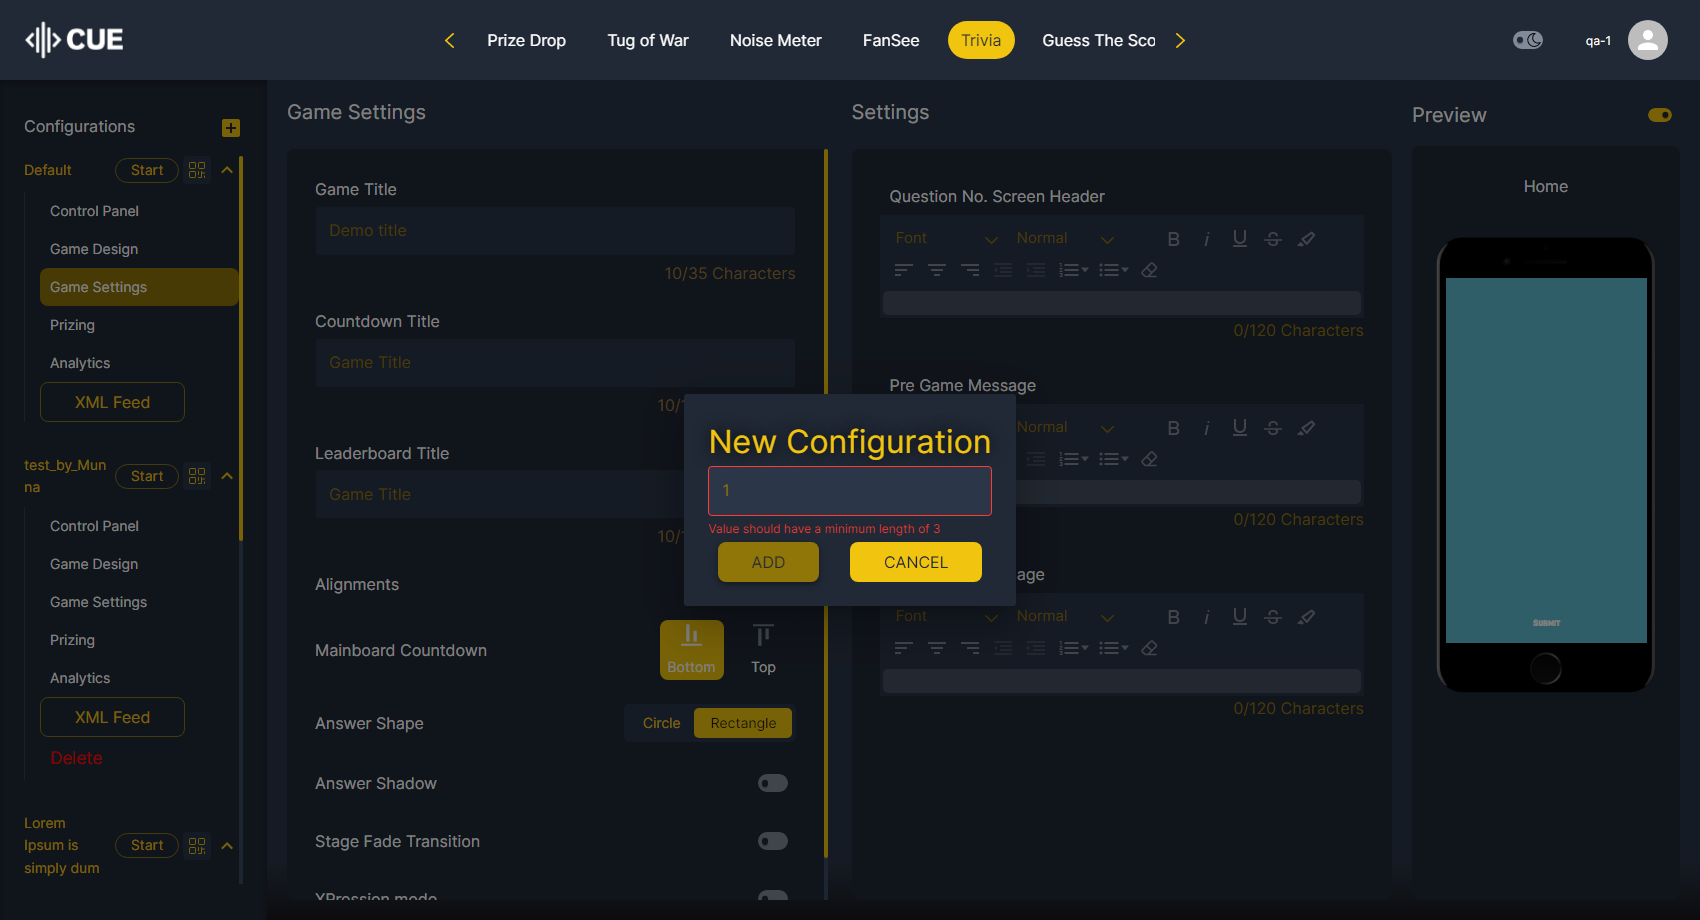 CUE
Prize Drop
Tug of War
Noise Meter
FanSee
Trivia
Guess The Sco
qa-1
Configurations
Default
Start
Control Panel
Game Design
Game Settings
Prizing
Analytics
XML Feed
test_by_Mun
na
Start
Control Panel
Game Design
Game Settings
Prizing
Analytics
XML Feed
Delete
Lorem
Ipsum is
simply dum
Start
Game Settings
Game Title
Demo title
10/35 Characters
Countdown Title
Game Title
10/
Leaderboard Title
Game Title
10/
Alignments
Mainboard Countdown
Bottom
Top
Answer Shape
Circle
Rectangle
Answer Shadow
Stage Fade Transition
XPression mode
New Configuration
1
Value should have a minimum length of 3
ADD
CANCEL
Settings
Question No. Screen Header
Font
Normal
0/120 Characters
Pre Game Message
Normal
0/120 Characters
age
Font
Normal
0/120 Characters
Preview
Home
SUBMIT